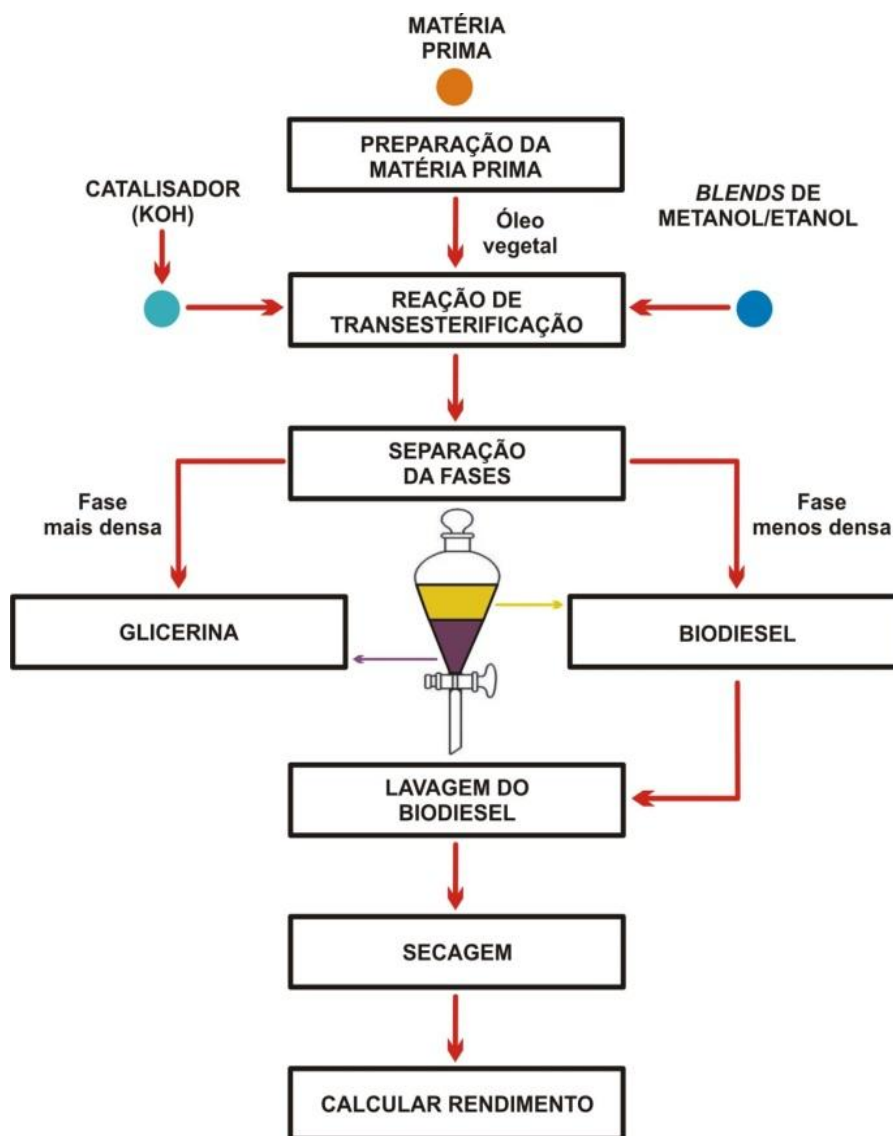 MATÉRIA
PRIMA
PREPARAÇÃO DA
MATÉRIA PRIMA
CATALISADOR
(KOH)
Óleo
vegetal
BLENDS DE
METANOL/ETANOL
REAÇÃO DE
TRANSESTERIFICAÇÃO
SEPARAÇÃO
DA FASES
Fase
mais densa
Fase
menos densa
GLICERINA
BIODIESEL
LAVAGEM DO
BIODIESEL
SECAGEM
CALCULAR RENDIMENTO